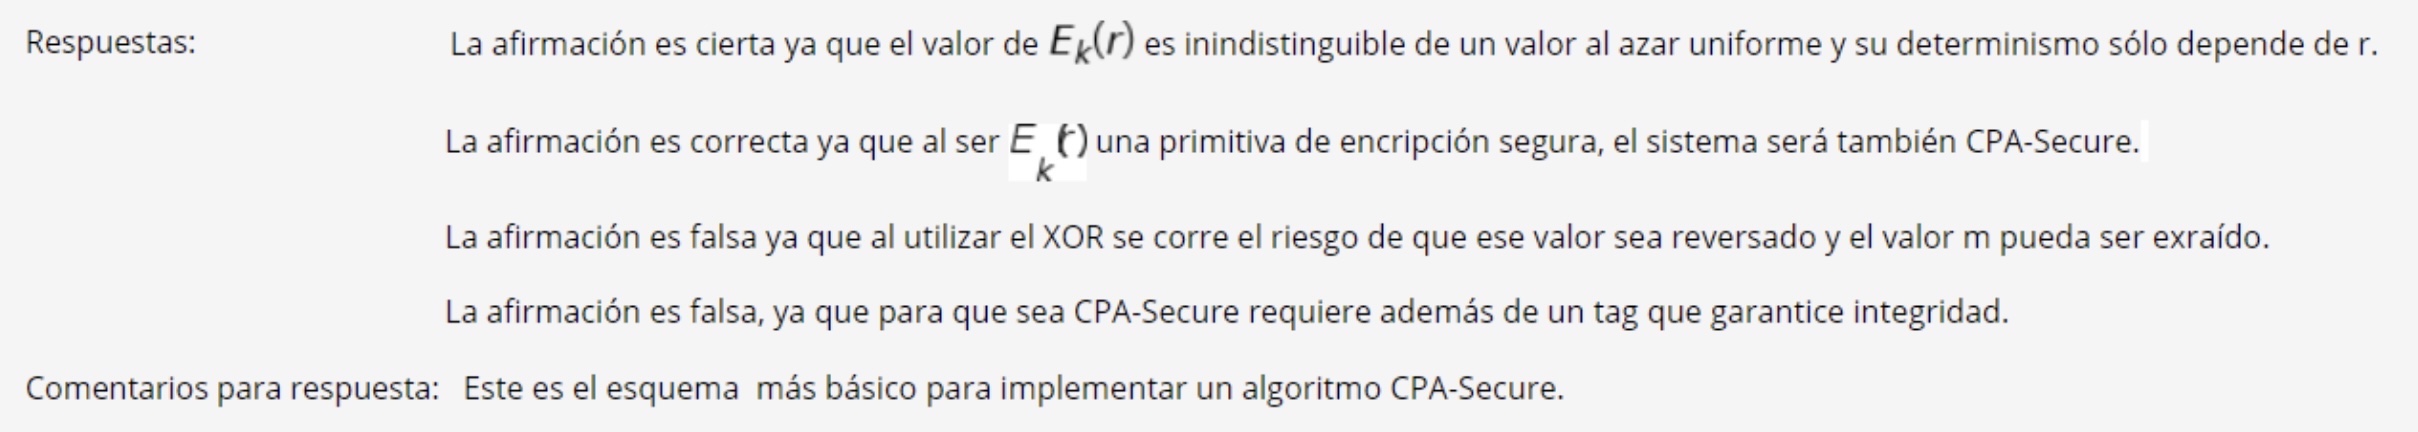 Respuestas: La afirmación es cierta ya que el valor de E_k(r) es inindistinguible de un valor al azar uniforme y su determinismo sólo depende de r.
La afirmación es correcta ya que al ser E_k(r) una primitiva de encripción segura, el sistema será también CPA-Secure.
La afirmación es falsa ya que al utilizar el XOR se corre el riesgo de que ese valor sea reversado y el valor m pueda ser exraído.
La afirmación es falsa, ya que para que sea CPA-Secure requiere además de un tag que garantice integridad.
Comentarios para respuesta: Este es el esquema más básico para implementar un algoritmo CPA-Secure.